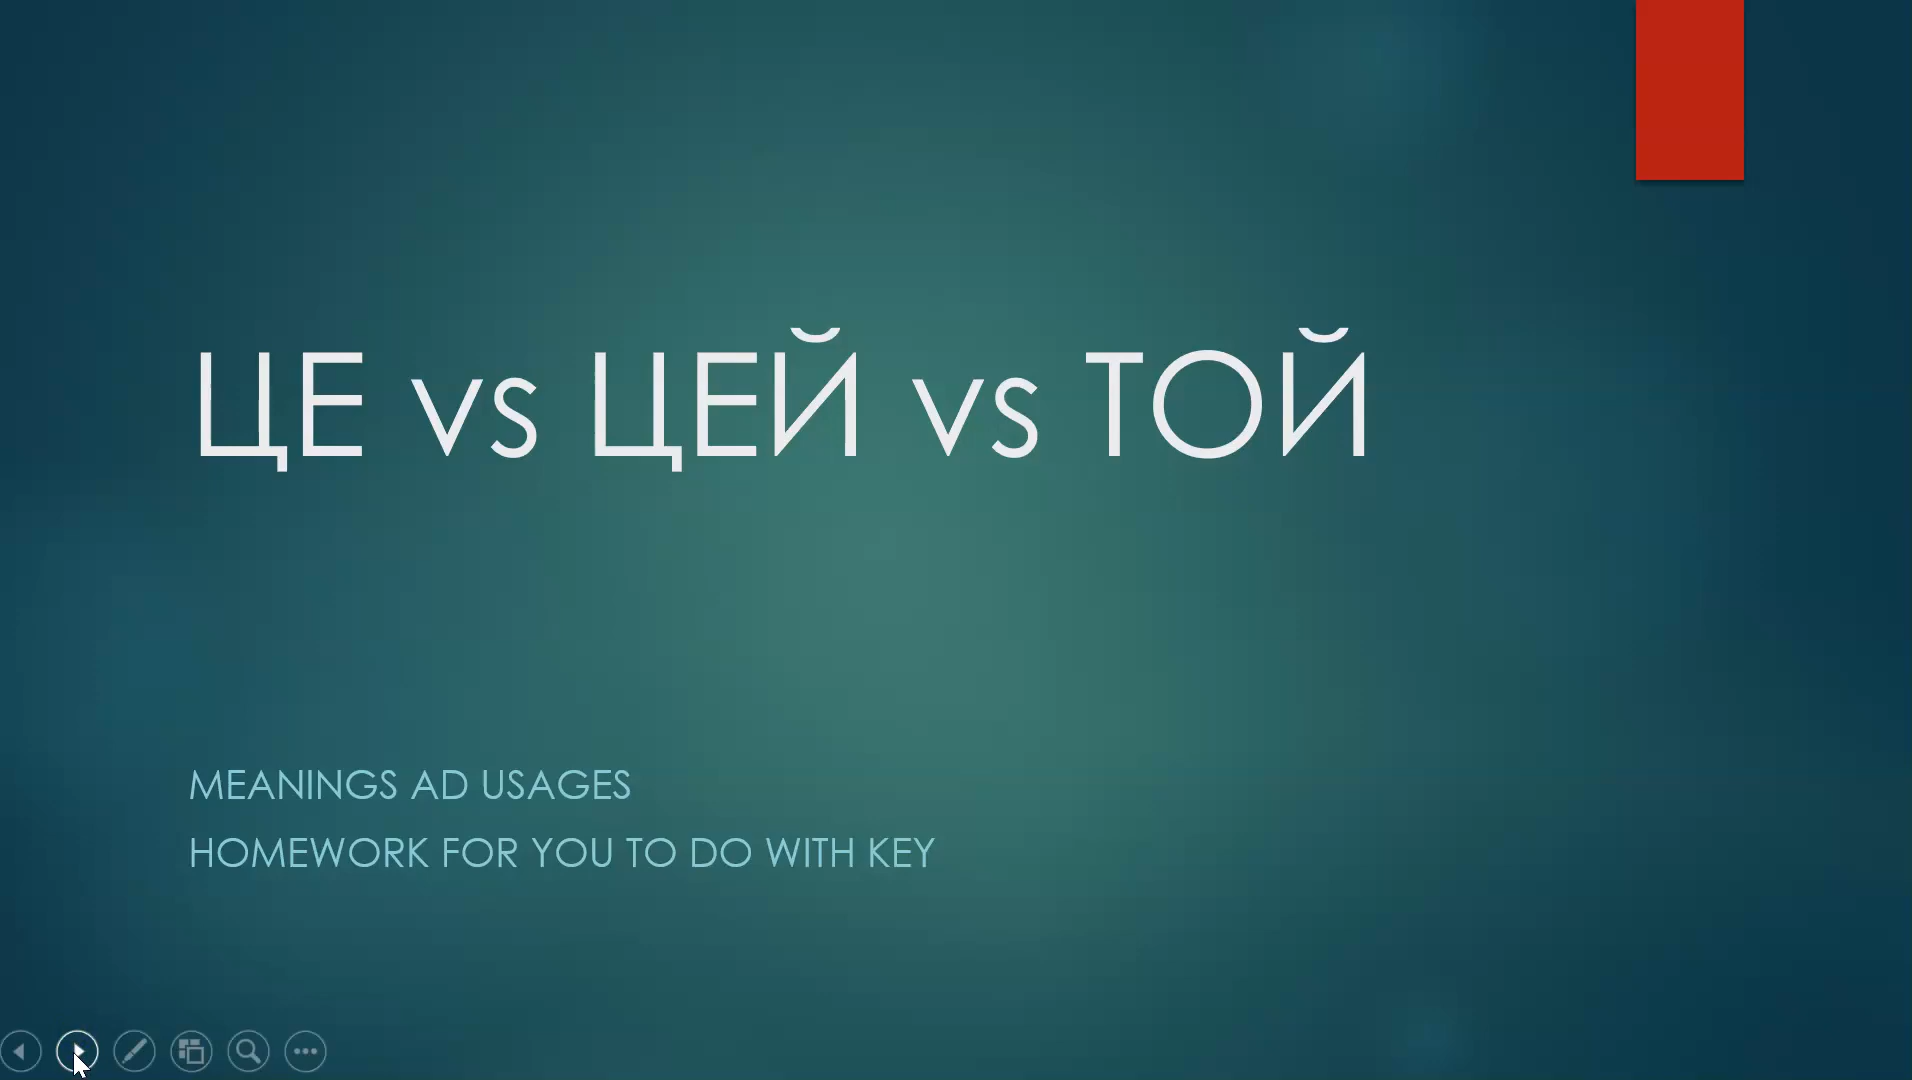 ЦЕ vs ЦЕЙ vs ТОЙ
MEANINGS AD USAGES
HOMEWORK FOR YOU TO DO WITH KEY